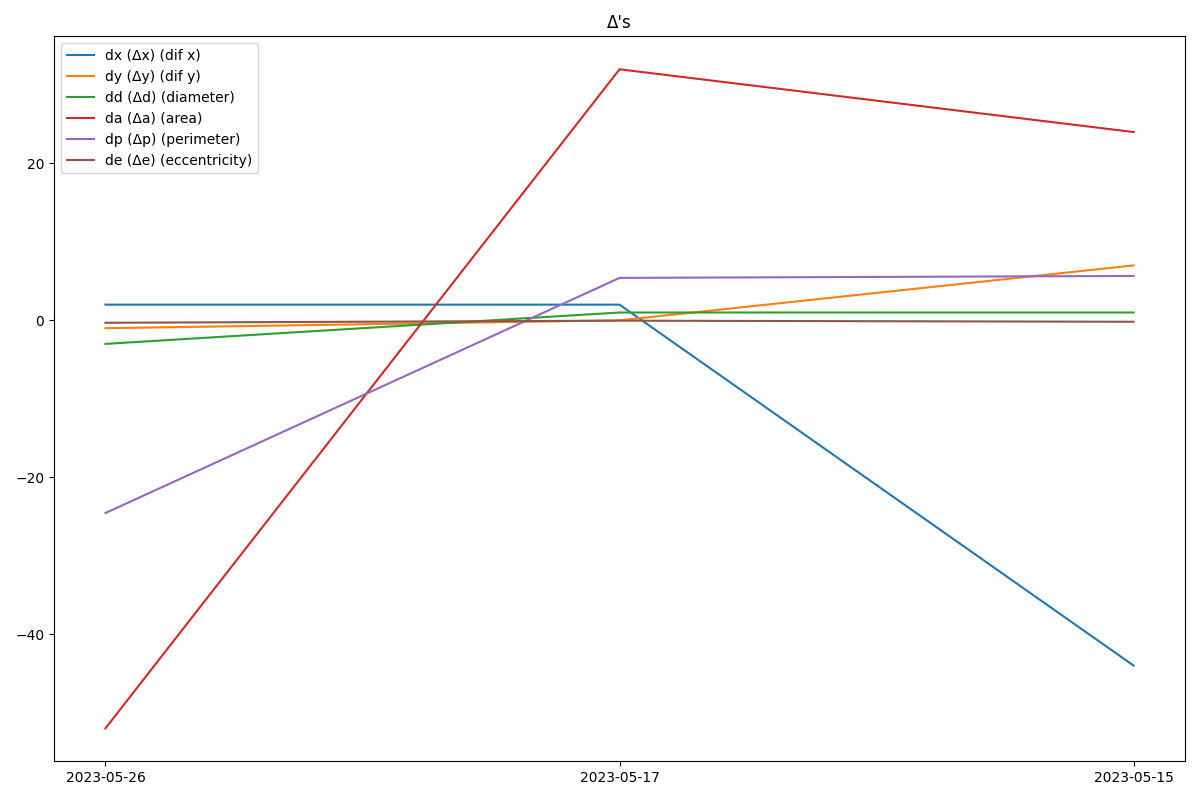 Δ's
dx (Δx) (dif x)
dy (Δy) (dif y)
dd (Δd) (diameter)
da (Δa) (area)
dp (Δp) (perimeter)
de (Δe) (eccentricity)
20
0
−20
−40
2023-05-26
2023-05-17
2023-05-15